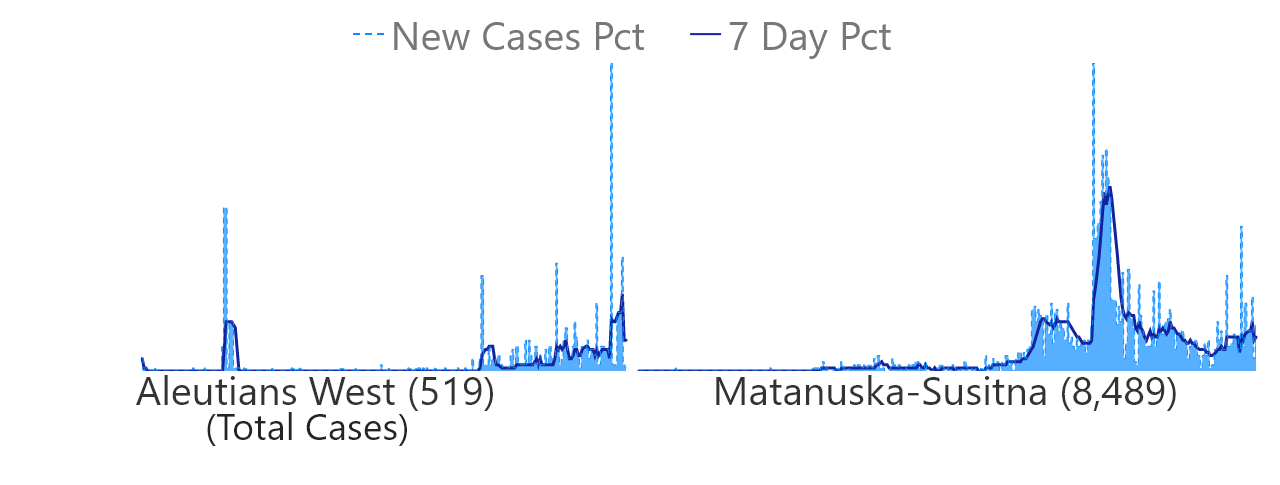 New Cases Pct 7 Day Pct
Aleutians West (519) Matanuska-Susitna (8,489)
(Total Cases)